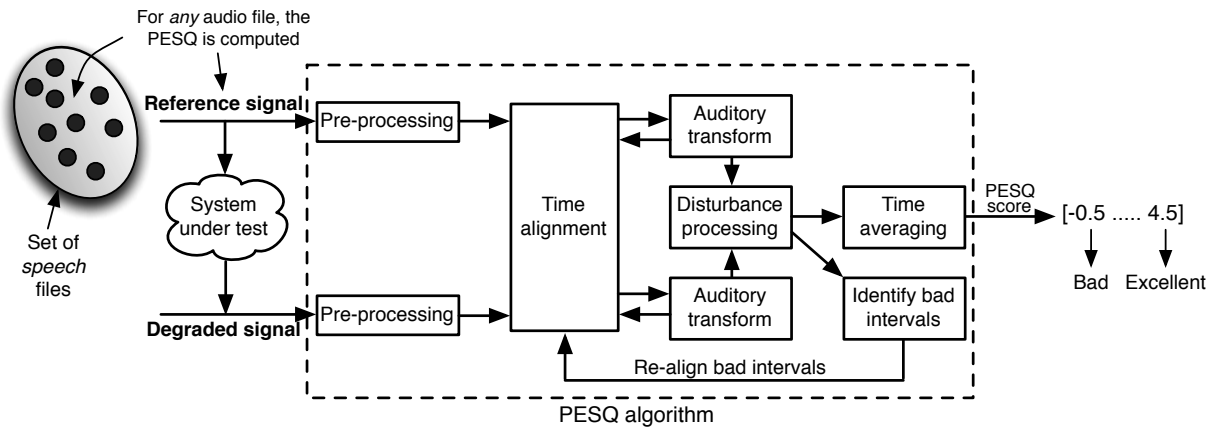 For any audio file, the
PESQ is computed
Reference signal
Pre-processing
Auditory
transform
System
under test
Time
alignment
Disturbance
processing
Time
averaging
PESQ
score
[-0.5 ..... 4.5]
Bad
Excellent
Set of
speech
files
Degraded signal
Pre-processing
Auditory
transform
Identify bad
intervals
Re-align bad intervals
PESQ algorithm